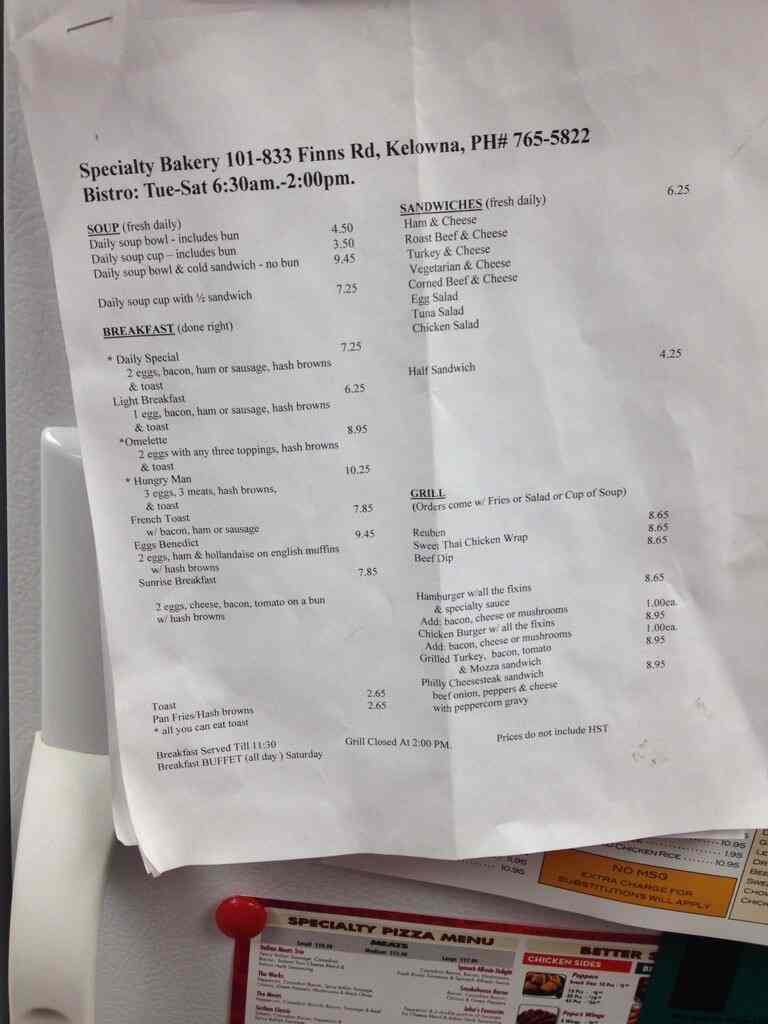 Specialty Bakery 101-833 Finns Rd, Kelowna, PH# 765-5822
Bistro: Tue-Sat 6:30am.-2:00pm.
SOUP (fresh daily)
Daily soup bowl - includes bun 4.50
Daily soup cup – includes bun 3.50
Daily soup bowl & cold sandwich - no bun 9.45
Daily soup cup with ½ sandwich 7.25
BREAKFAST (done right)
* Daily Special 7.25
2 eggs, bacon, ham or sausage, hash browns
& toast
Light Breakfast 6.25
1 egg, bacon, ham or sausage, hash browns
& toast
*Omelette 8.95
2 eggs with any three toppings, hash browns
& toast
* Hungry Man 10.25
3 eggs, 3 meats, hash browns,
& toast
French Toast 7.85
w/ bacon, ham or sausage
Eggs Benedict 9.45
2 eggs, ham & hollandaise on english muffins
w/ hash browns
Sunrise Breakfast 7.85
2 eggs, cheese, bacon, tomato on a bun
w/ hash browns
Toast 2.65
Pan Fries/Hash browns 2.65
* all you can eat toast
Breakfast Served Till 11:30
Breakfast BUFFET (all day ) Saturday
Grill Closed At 2:00 PM.
SANDWICHES (fresh daily) 6.25
Ham & Cheese
Roast Beef & Cheese
Turkey & Cheese
Vegetarian & Cheese
Corned Beef & Cheese
Egg Salad
Tuna Salad
Chicken Salad
Half Sandwich 4.25
GRILL
(Orders come w/ Fries or Salad or Cup of Soup)
Reuben 8.65
Sweet Thai Chicken Wrap 8.65
Beef Dip 8.65
Hamburger w/all the fixins 8.65
& specialty sauce
Add: bacon, cheese or mushrooms 1.00ea.
Chicken Burger w/ all the fixins 8.95
Add: bacon, cheese or mushrooms 1.00ea.
Grilled Turkey, bacon, tomato 8.95
& Mozza sandwich
Philly Cheesesteak sandwich 8.95
beef onion, peppers & cheese
with peppercorn gravy
Prices do not include HST
10.95
1.95
CHICKEN RICE 10.95
10.95
NO MSG
EXTRA CHARGE FOR
SUBSTITUTIONS WILL APPLY
SPECIALTY PIZZA MENU
MEATS
BETTER
CHICKEN SIDES
The Works
The Meats